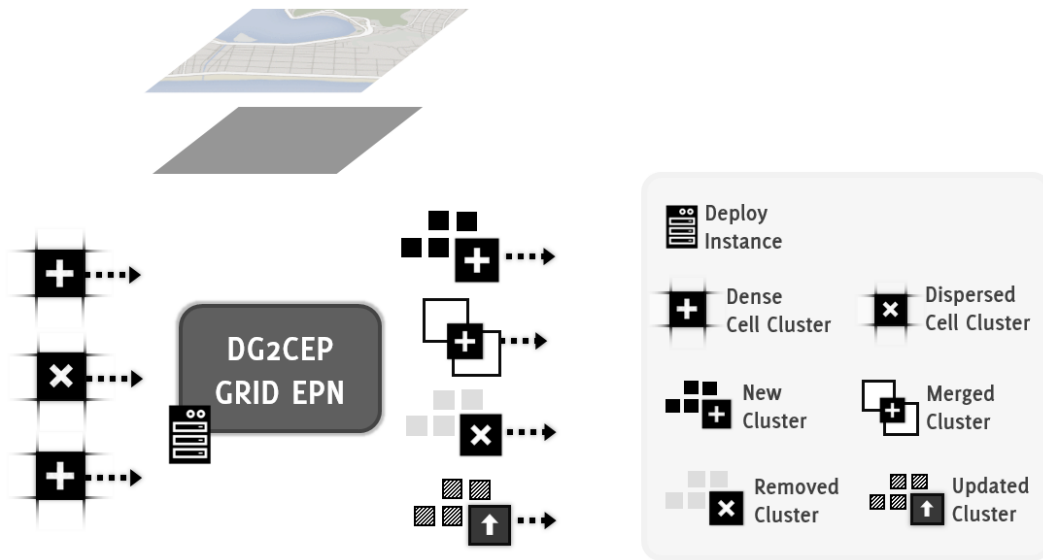 DG2CEP
GRID EPN
Deploy
Instance
Dense
Cell Cluster
Dispersed
Cell Cluster
New
Cluster
Merged
Cluster
Removed
Cluster
Updated
Cluster